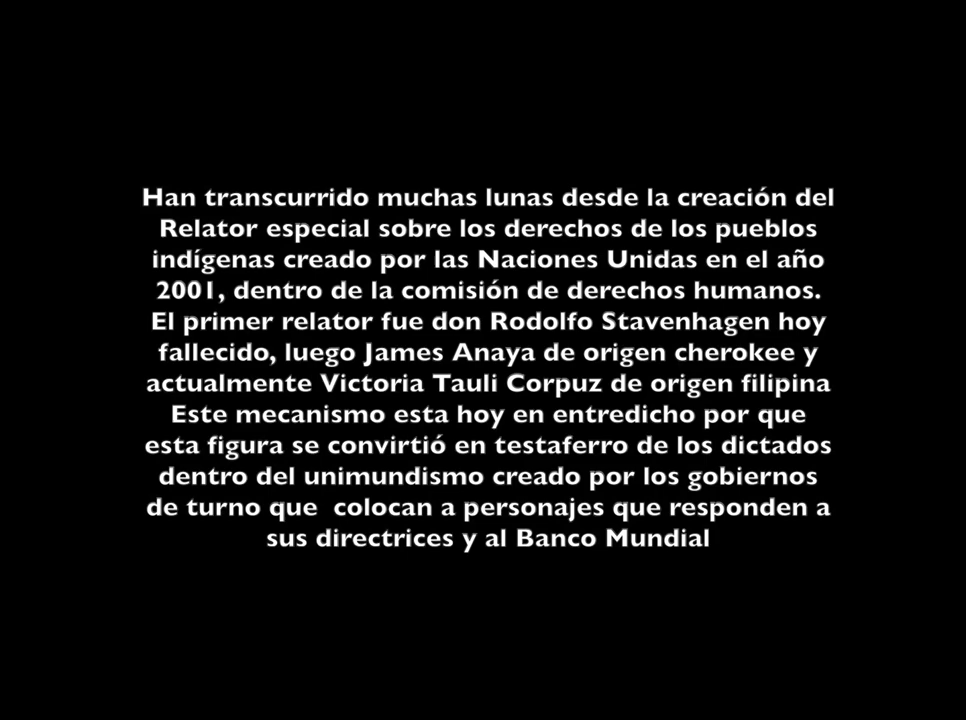 Han transcurrido muchas lunas desde la creación del
Relator especial sobre los derechos de los pueblos
indígenas creado por las Naciones Unidas en el año
2001, dentro de la comisión de derechos humanos.
El primer relator fue don Rodolfo Stavenhagen hoy
fallecido, luego James Anaya de origen cherokee y
actualmente Victoria Tauli Corpuz de origen filipina
Este mecanismo esta hoy en entredicho por que
esta figura se convirtió en testaferro de los dictados
dentro del unimundismo creado por los gobiernos
de turno que  colocan a personajes que responden a
sus directrices y al Banco Mundial